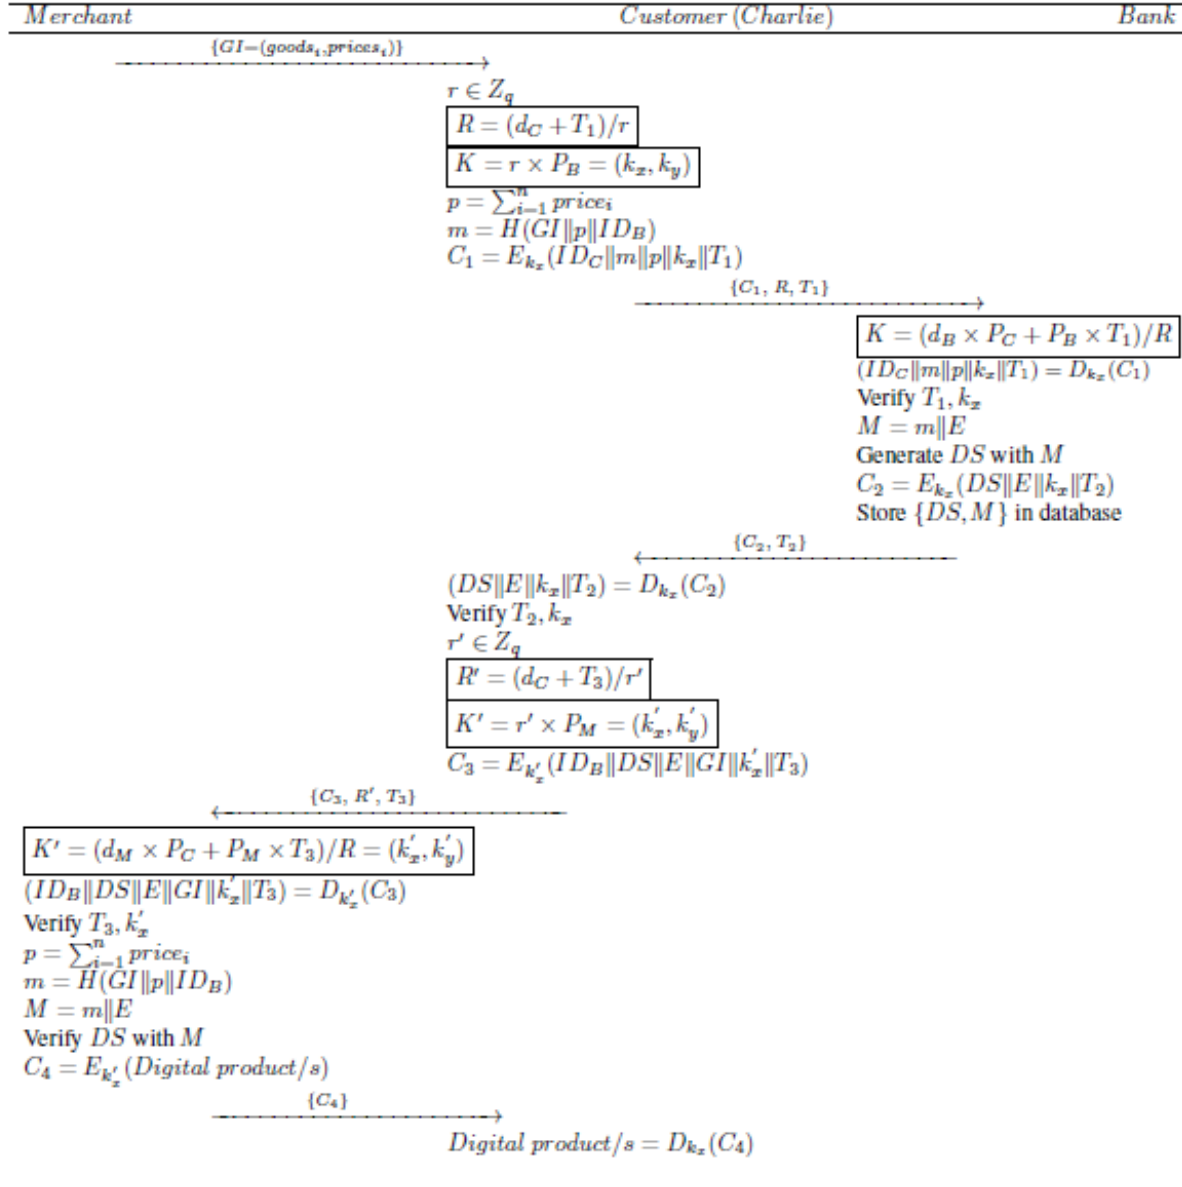 Merchant Customer (Charlie) Bank
{GI=(goods_i,prices_i)}
r ∈ Z_q
R = (d_C + T_1)/r
K = r × P_B = (k_x, k_y)
p = ∑_{i−1}^{n} price_i
m = H(GI‖p‖ID_B)
C_1 = E_{k_x}(ID_C‖m‖p‖k_x‖T_1)
{C_1, R, T_1}
K = (d_B × P_C + P_B × T_1)/R
(ID_C‖m‖p‖k_x‖T_1) = D_{k_x}(C_1)
Verify T_1, k_x
M = m‖E
Generate DS with M
C_2 = E_{k_x}(DS‖E‖k_x‖T_2)
Store {DS, M} in database
{C_2, T_2}
(DS‖E‖k_x‖T_2) = D_{k_x}(C_2)
Verify T_2, k_x
r′ ∈ Z_q
R′ = (d_C + T_3)/r′
K′ = r′ × P_M = (k′_x, k′_y)
C_3 = E_{k′_x}(ID_B‖DS‖E‖GI‖k′_x‖T_3)
{C_3, R′, T_3}
K′ = (d_M × P_C + P_M × T_3)/R = (k′_x, k′_y)
(ID_B‖DS‖E‖GI‖k′_x‖T_3) = D_{k′_x}(C_3)
Verify T_3, k′_x
p = ∑_{i−1}^{n} price_i
m = H(GI‖p‖ID_B)
M = m‖E
Verify DS with M
C_4 = E_{k′_x}(Digital product/s)
{C_4}
Digital product/s = D_{k_x}(C_4)